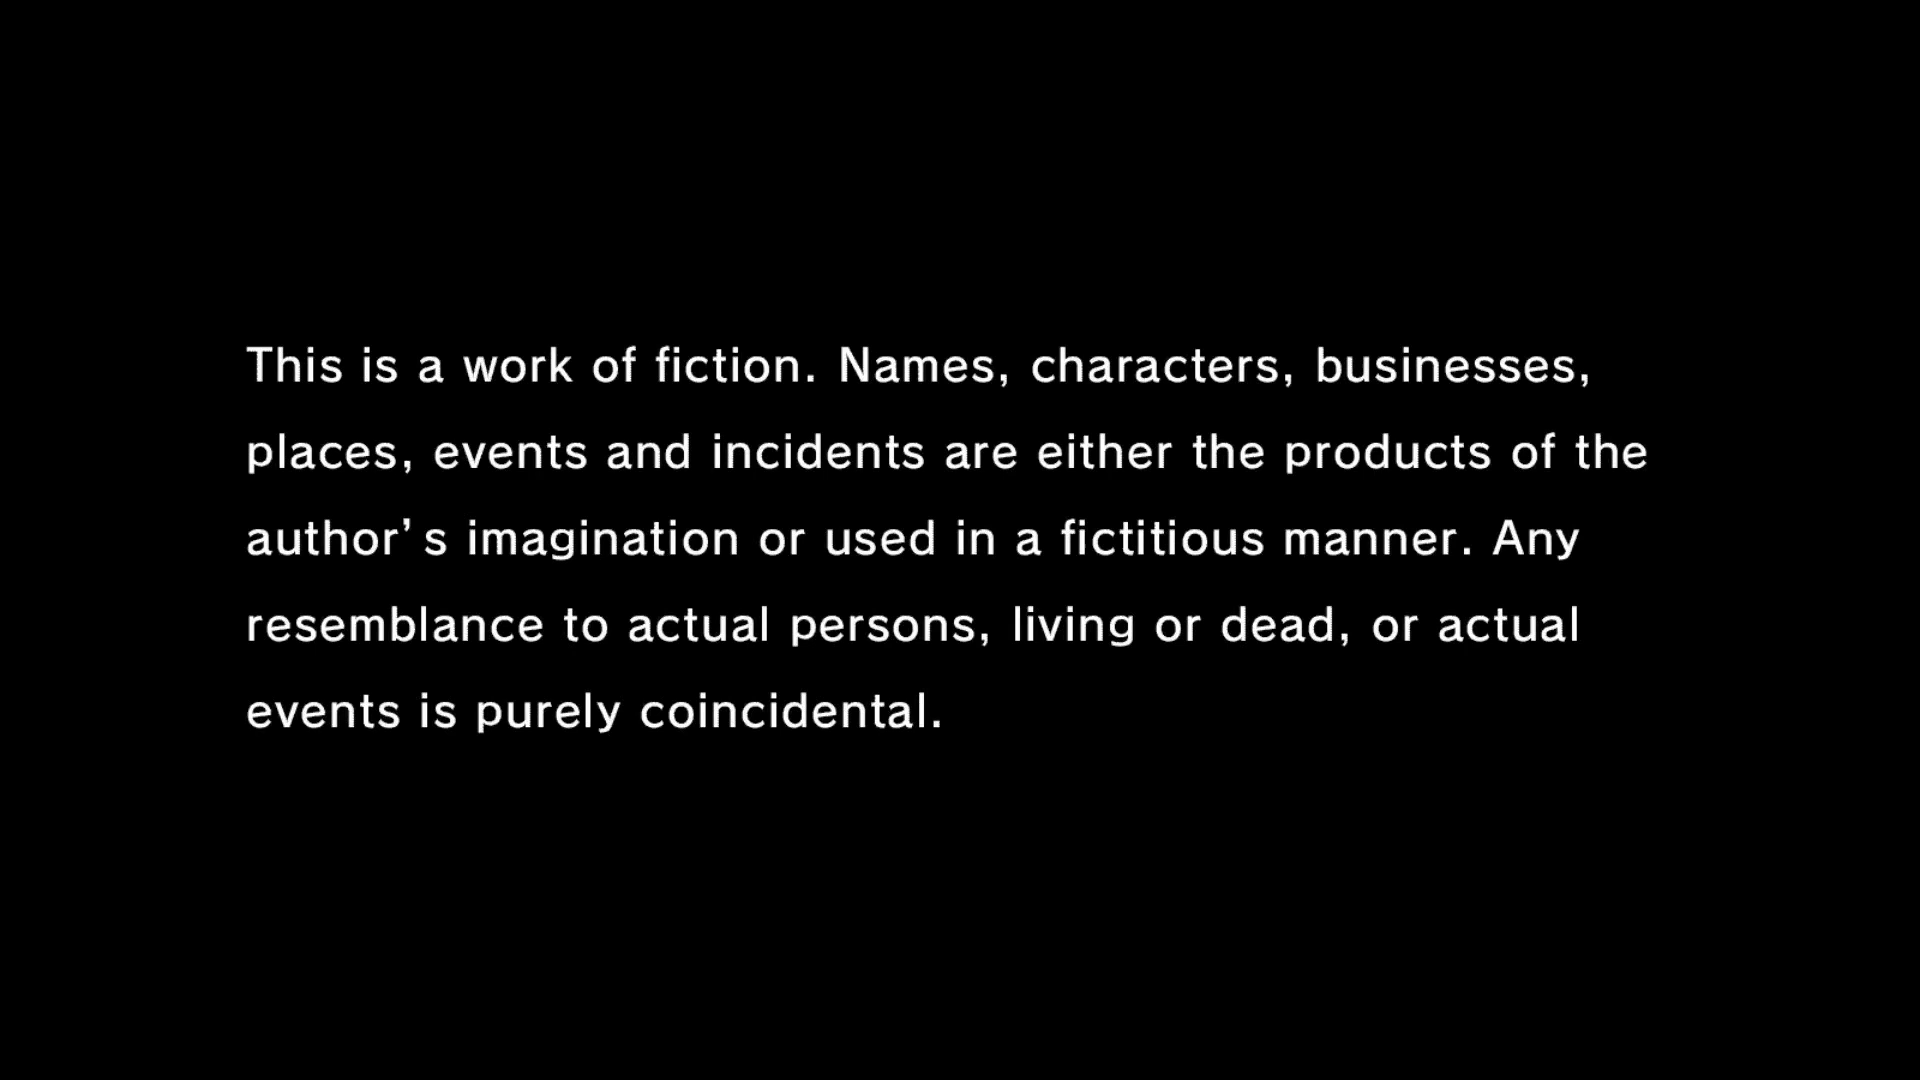 This is a work of fiction. Names, characters, businesses,
places, events and incidents are either the products of the
author’s imagination or used in a fictitious manner. Any
resemblance to actual persons, living or dead, or actual
events is purely coincidental.